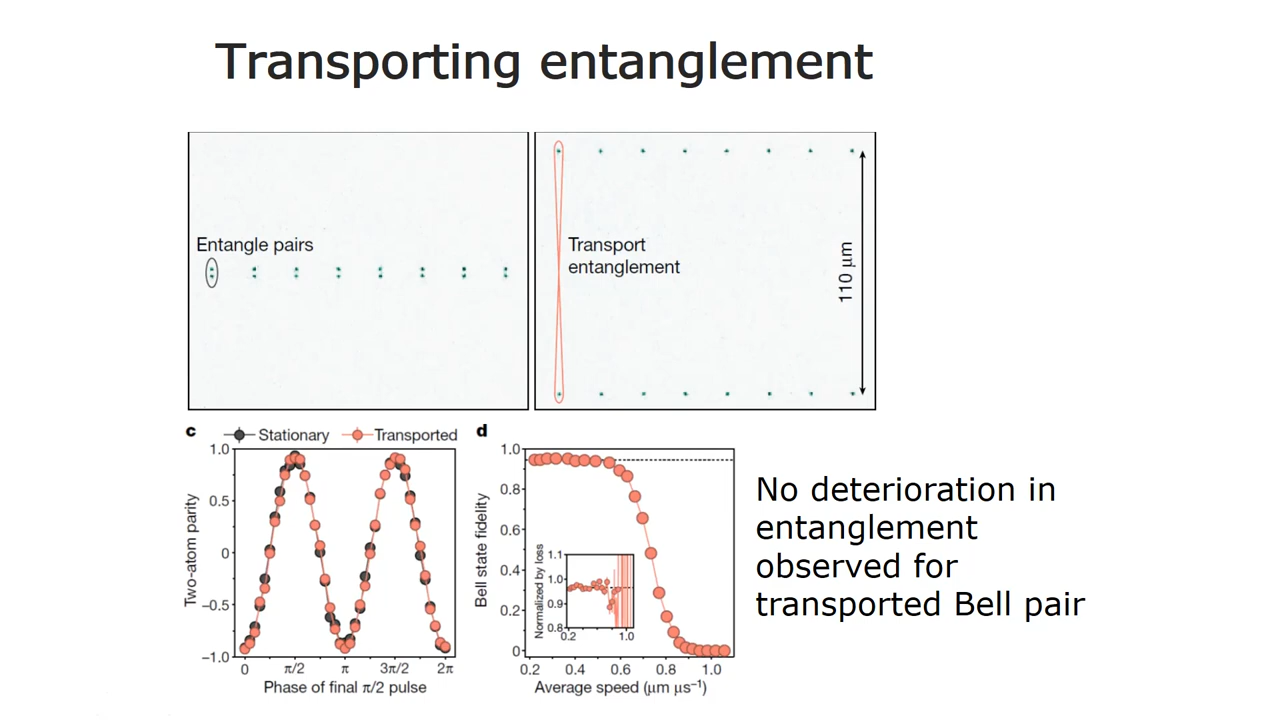 Transporting entanglement
Entangle pairs
Transport
entanglement
110 μm
c
Stationary
Transported
1.0
0.5
0
−0.5
−1.0
Two-atom parity
0
π/2
π
3π/2
2π
Phase of final π/2 pulse
d
1.0
0.8
0.6
0.4
0.2
0
Bell state fidelity
1.1
1.0
0.9
0.8
Normalized by loss
0.2
1.0
0.2
0.4
0.6
0.8
1.0
Average speed (μm μs⁻¹)
No deterioration in
entanglement
observed for
transported Bell pair